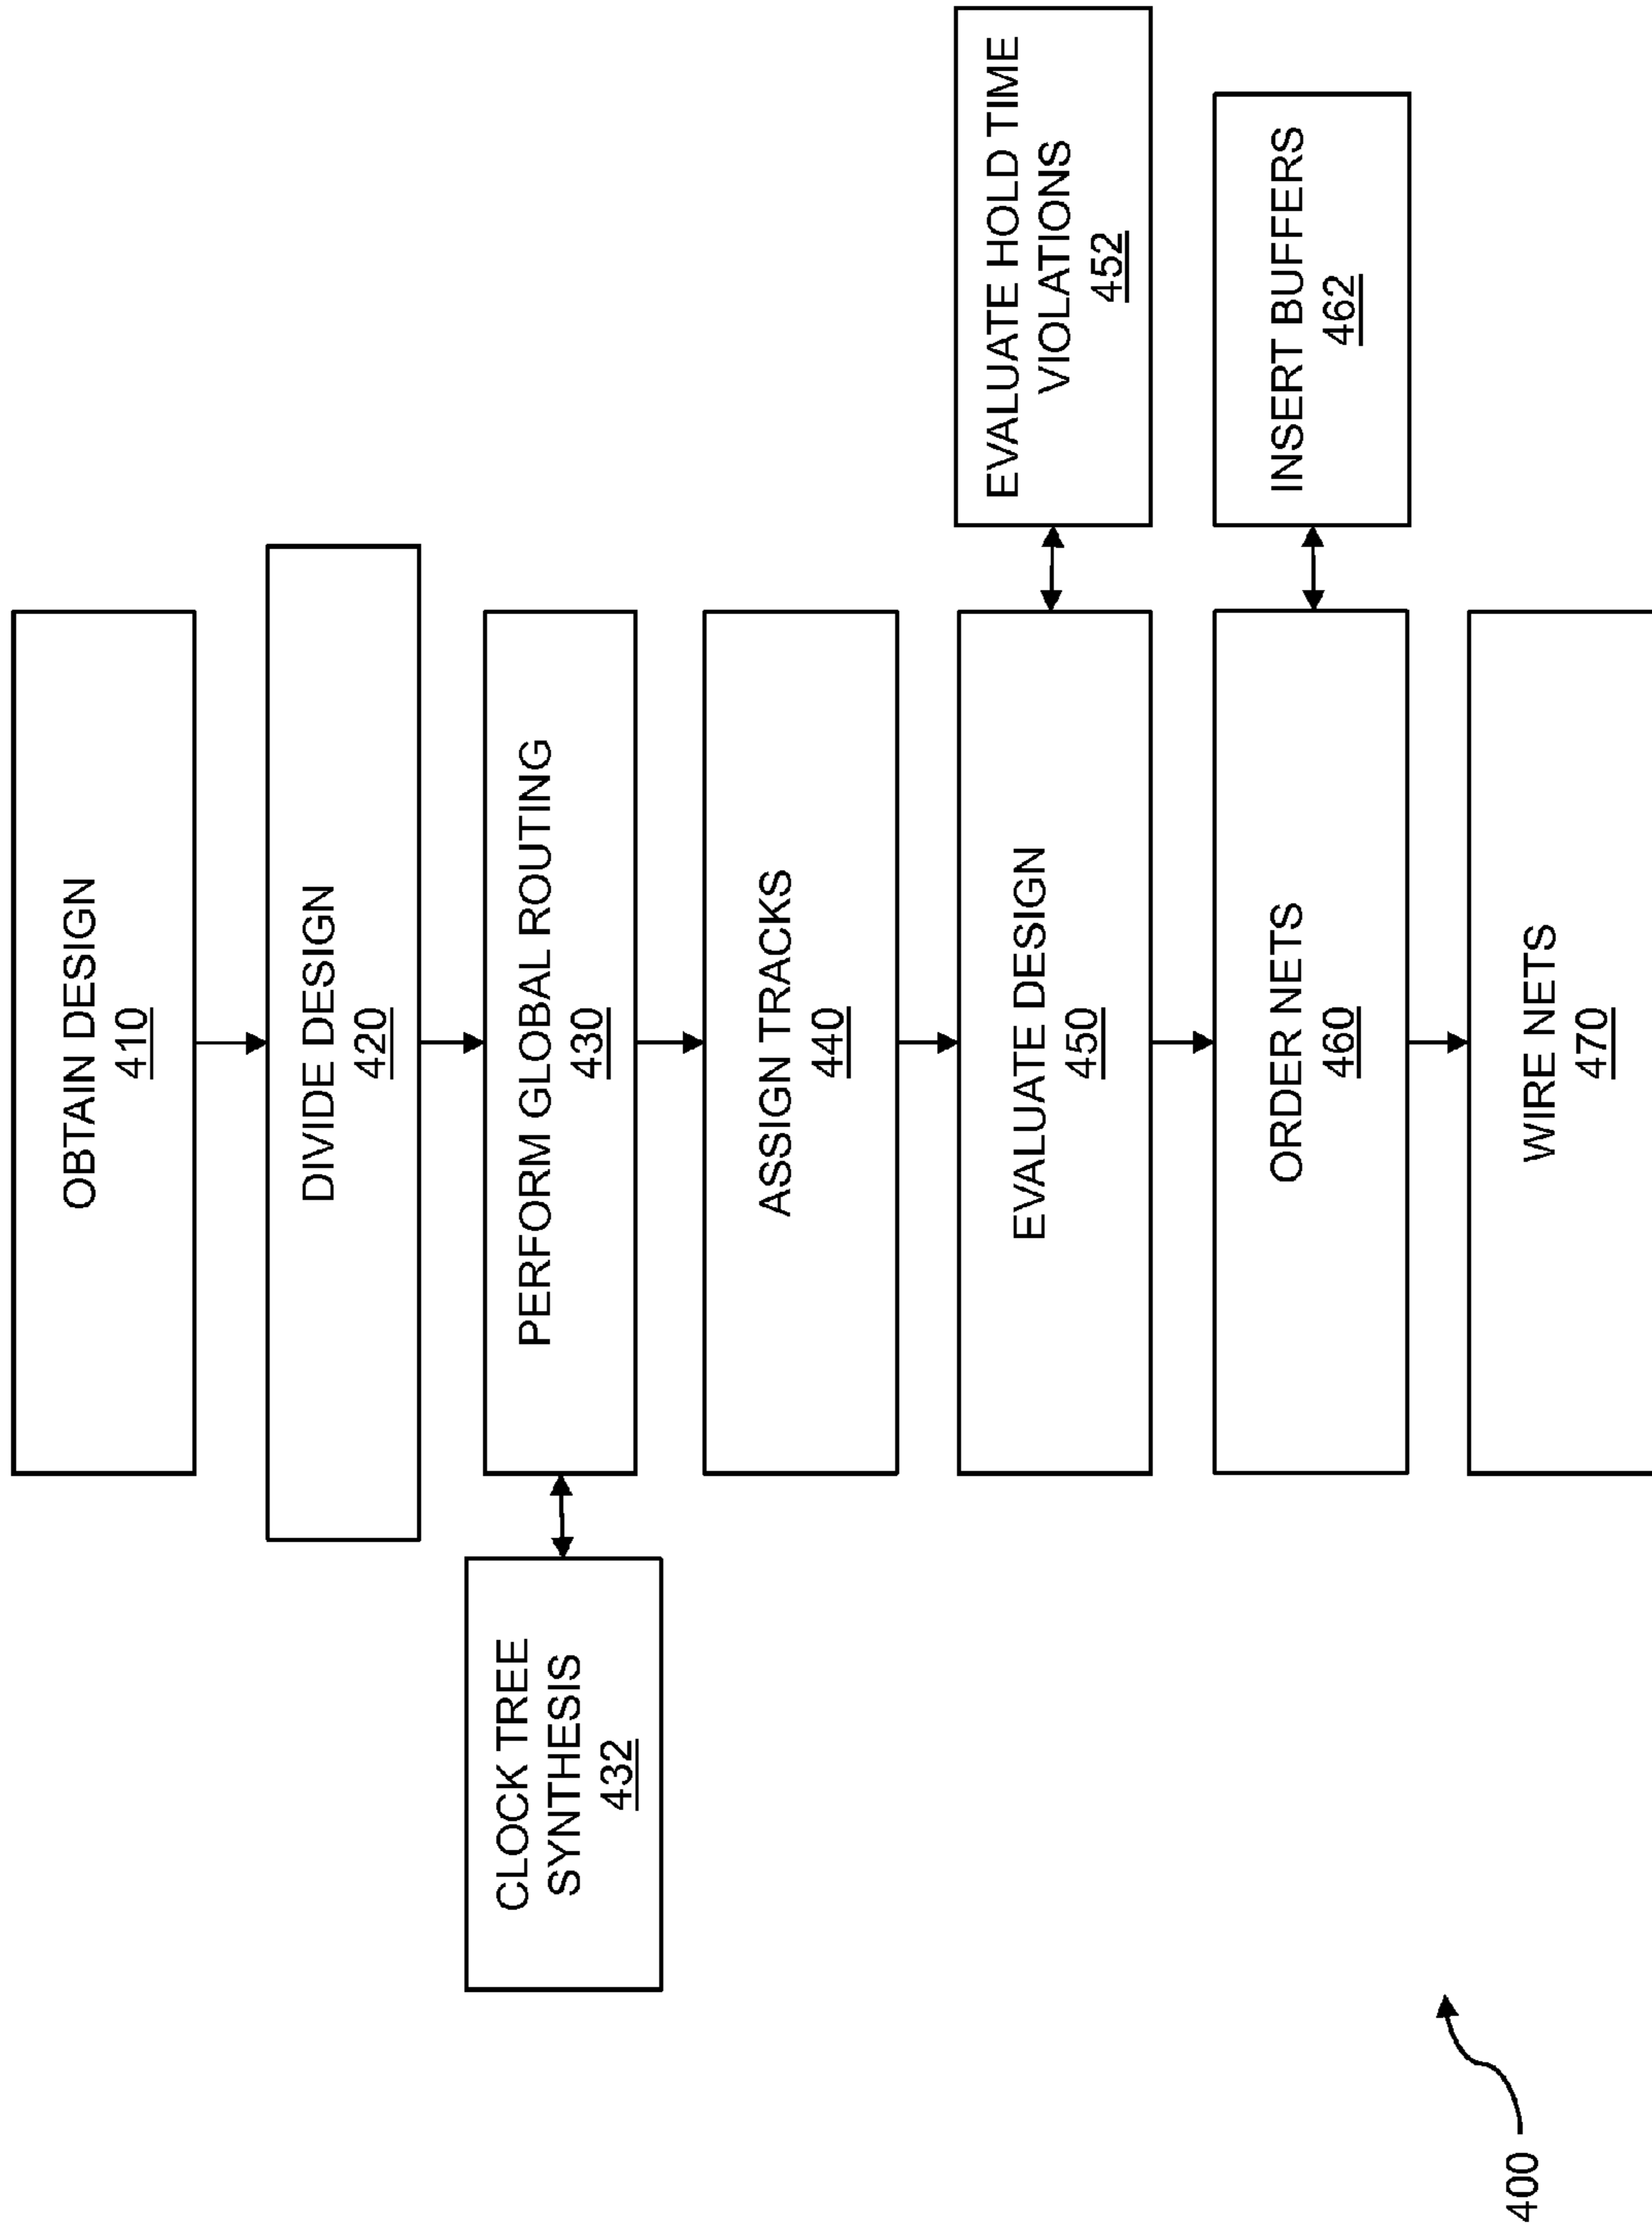 OBTAIN DESIGN
410
DIVIDE DESIGN
420
CLOCK TREE
SYNTHESIS
432
PERFORM GLOBAL ROUTING
430
ASSIGN TRACKS
440
EVALUATE DESIGN
450
EVALUATE HOLD TIME
VIOLATIONS
452
ORDER NETS
460
INSERT BUFFERS
462
WIRE NETS
470
400